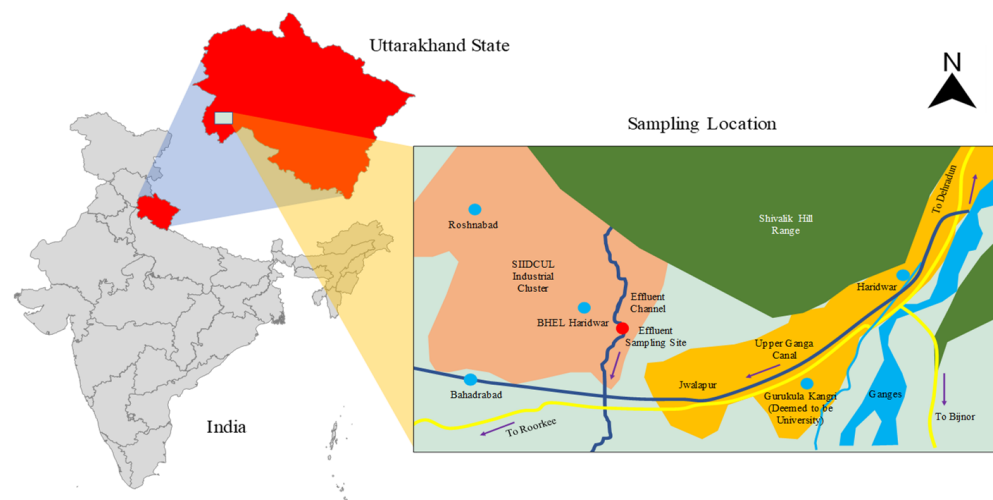 Uttarakhand State
N
Sampling Location
To Dehradun
Roshnabad
Shivalik Hill
Range
SIIDCUL
Industrial
Cluster
Haridwar
Effluent
Channel
BHEL Haridwar
Effluent
Sampling Site
Upper Ganga
Canal
Jwalapur
Bahadrabad
Gurukula Kangri
(Deemed to be
University)
Ganges
To Bijnor
To Roorkee
India